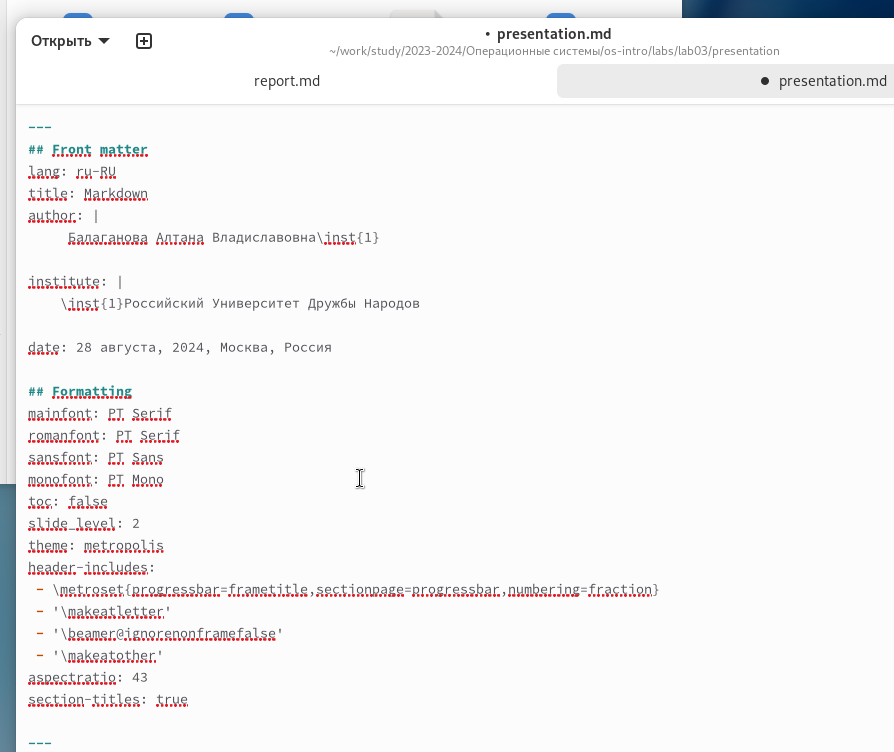 Открыть
• presentation.md
~/work/study/2023-2024/Операционные системы/os-intro/labs/lab03/presentation
report.md
● presentation.md
---
## Front matter
lang: ru-RU
title: Markdown
author: |
Балаганова Алтана Владиславовна\inst{1}
institute: |
\inst{1}Российский Университет Дружбы Народов
date: 28 августа, 2024, Москва, Россия
## Formatting
mainfont: PT Serif
romanfont: PT Serif
sansfont: PT Sans
monofont: PT Mono
toc: false
slide_level: 2
theme: metropolis
header-includes:
- \metroset{progressbar=frametitle,sectionpage=progressbar,numbering=fraction}
- '\makeatletter'
- '\beamer@ignorenonframefalse'
- '\makeatother'
aspectratio: 43
section-titles: true
---